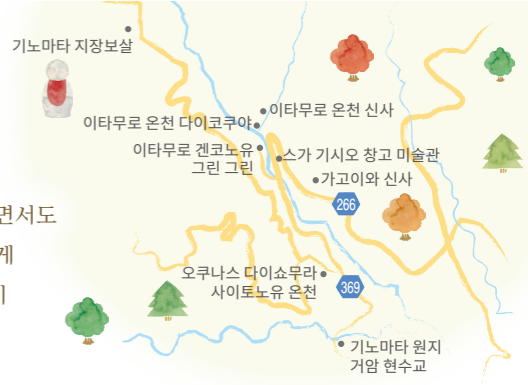 기노마타 지장보살
이타무로 온천 신사
이타무로 온천 다이코쿠야
이타무로 겐코노유
그린 그린
스가 기시오 창고 미술관
가고이와 신사
266
면서도
게
오쿠나스 다이쇼무라
사이토노유 온천
369
기노마타 원지
거암 현수교